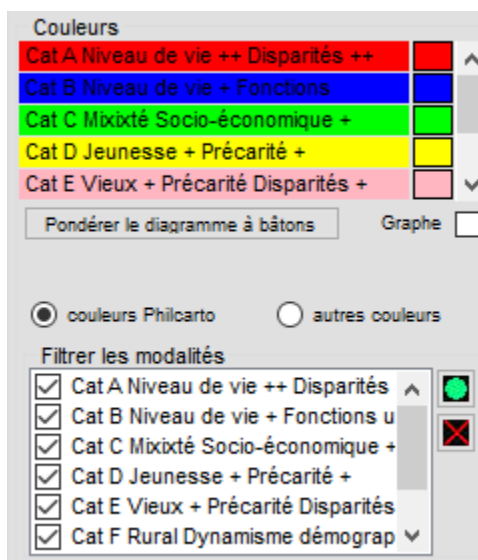 Couleurs
Cat A Niveau de vie ++ Disparités ++
Cat B Niveau de vie + Fonctions
Cat C Mixixté Socio-économique +
Cat D Jeunesse + Précarité +
Cat E Vieux + Précarité Disparités +
Pondérer le diagramme à bâtons
Graphe
couleurs Philcarto
autres couleurs
Filtrer les modalités
Cat A Niveau de vie ++ Disparités
Cat B Niveau de vie + Fonctions u
Cat C Mixixté Socio-économique +
Cat D Jeunesse + Précarité +
Cat E Vieux + Précarité Disparités
Cat F Rural Dynamisme démograp